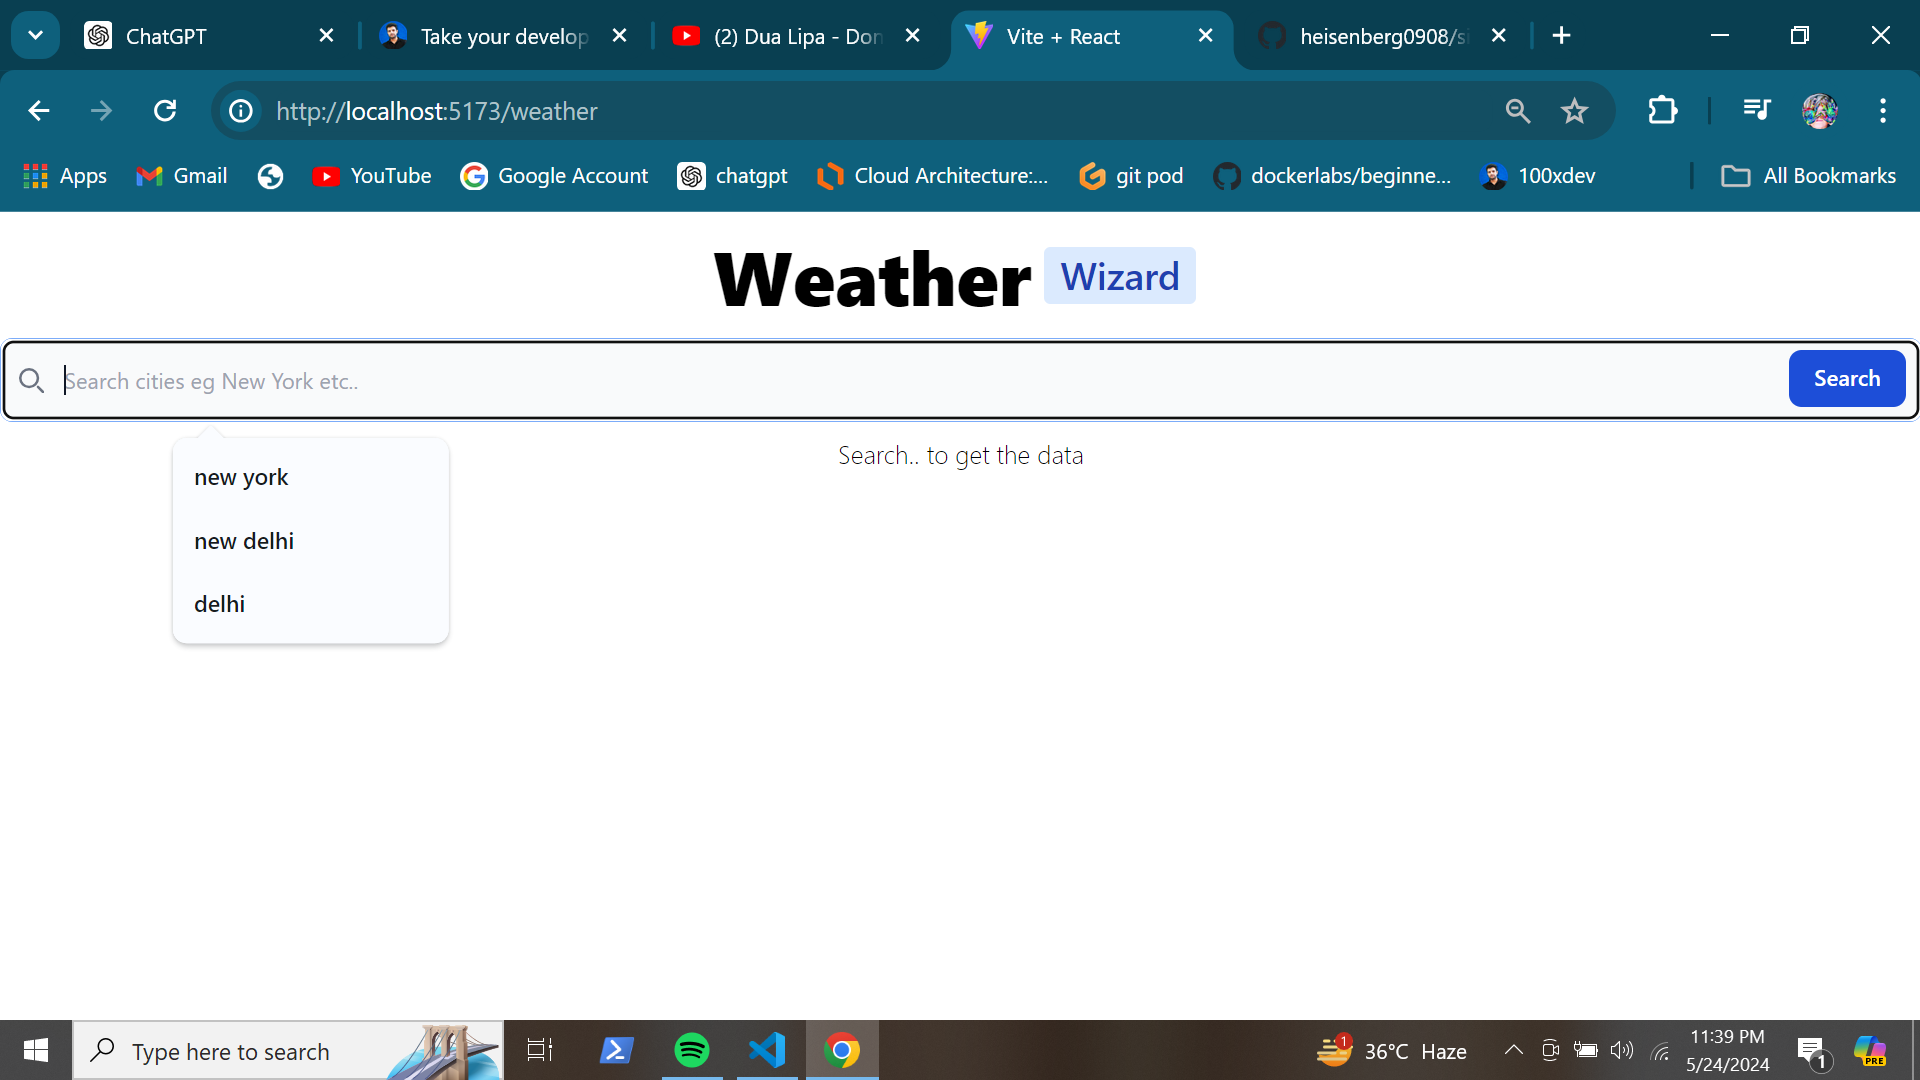 ChatGPT
Take your develop
(2) Dua Lipa - Don
Vite + React
heisenberg0908/si
http://localhost:5173/weather
Apps
Gmail
YouTube
Google Account
chatgpt
Cloud Architecture:...
git pod
dockerlabs/beginne...
100xdev
All Bookmarks
Weather Wizard
Search cities eg New York etc..
Search
Search.. to get the data
new york
new delhi
delhi
Type here to search
1
36°C Haze
11:39 PM
5/24/2024
1
PRE